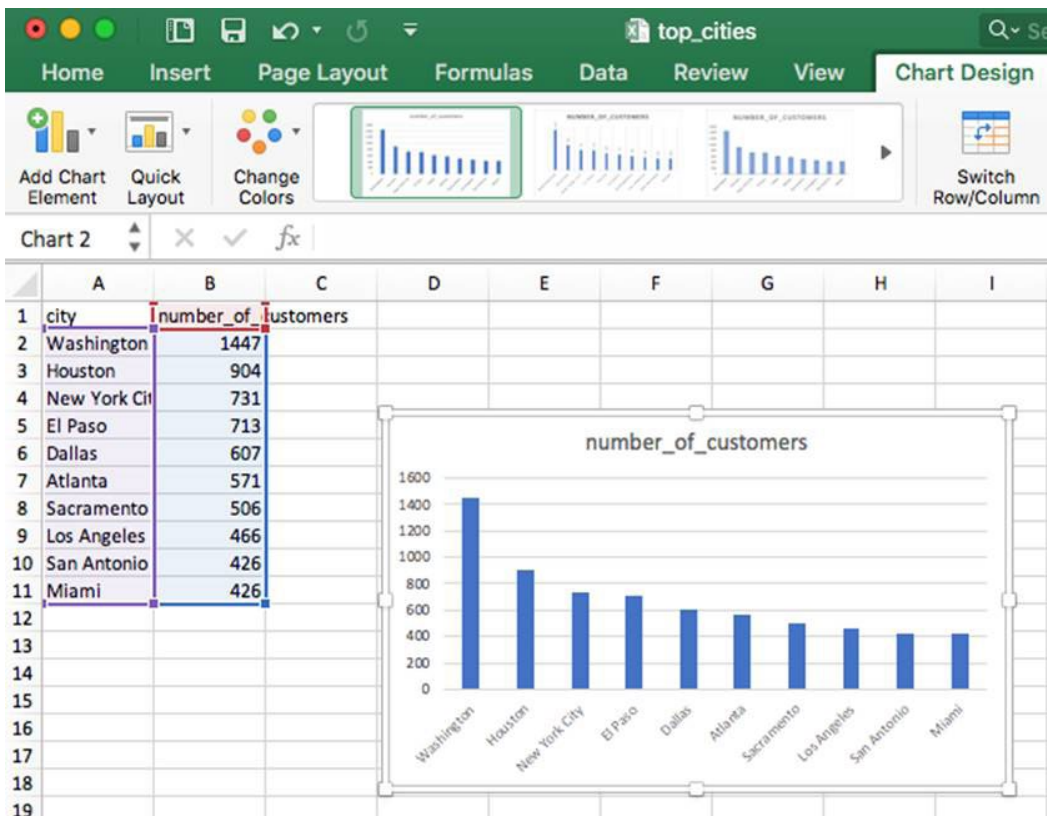 top_cities
Se
Home Insert Page Layout Formulas Data Review View Chart Design
Add Chart Element
Quick Layout
Change Colors
NUMBER_OF_CUSTOMERS
NUMBER_OF_CUSTOMERS
Switch Row/Column
Chart 2 fx
A B C D E F G H I
1 city number_of_customers
2 Washington 1447
3 Houston 904
4 New York Cit 731
5 El Paso 713
6 Dallas 607
7 Atlanta 571
8 Sacramento 506
9 Los Angeles 466
10 San Antonio 426
11 Miami 426
12
13
14
15
16
17
18
19
number_of_customers
1600
1400
1200
1000
800
600
400
200
0
Washington Houston New York City El Paso Dallas Atlanta Sacramento Los Angeles San Antonio Miami